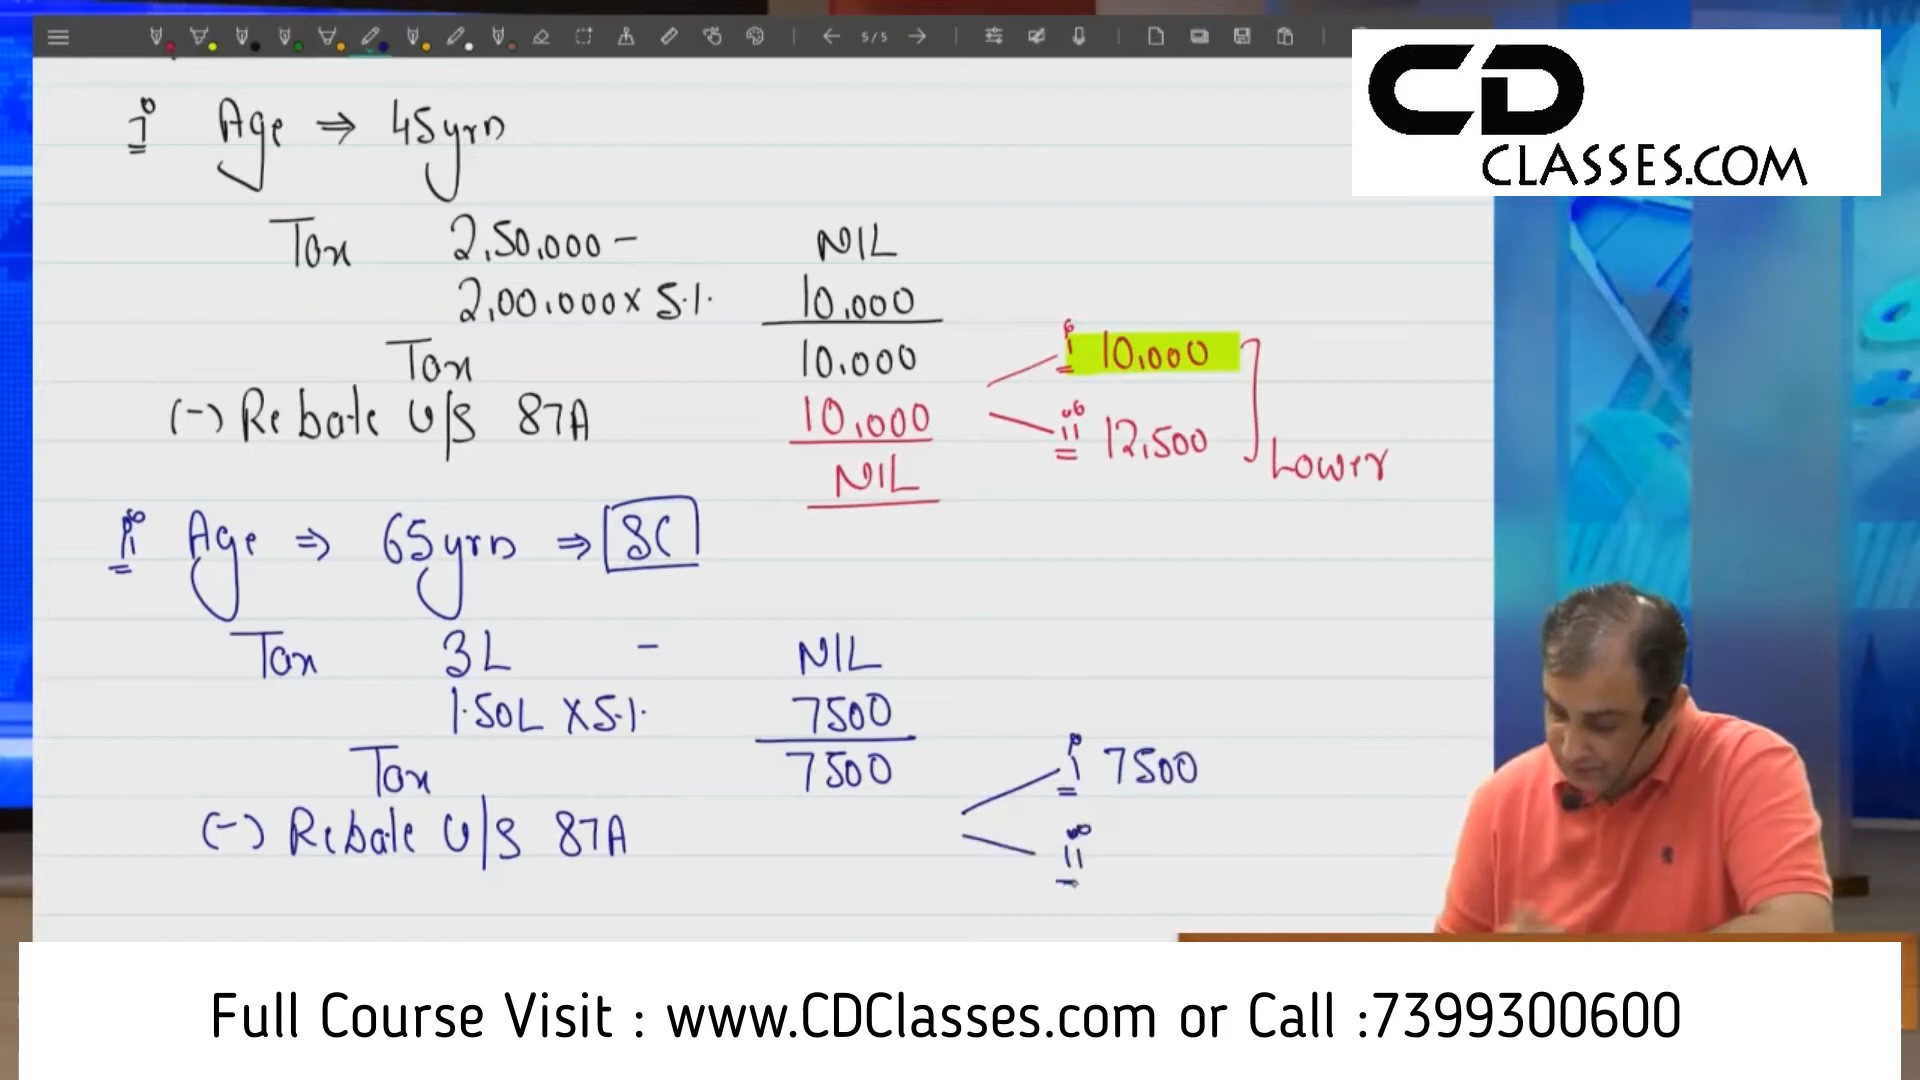 5/5
CD
CLASSES.COM
i Age ⇒ 45yrs
Tax 2,50,000 - NIL
2,00,000 x 5% 10,000
Tax 10,000
(-) Rebate U/S 87A 10,000
NIL
i 10,000
ii 12,500
Lower
ii Age ⇒ 65yrs ⇒ SC
Tax 3L - NIL
1.50L x 5% 7500
Tax 7500
(-) Rebate U/S 87A
i 7500
ii
Full Course Visit : www.CDClasses.com or Call :7399300600